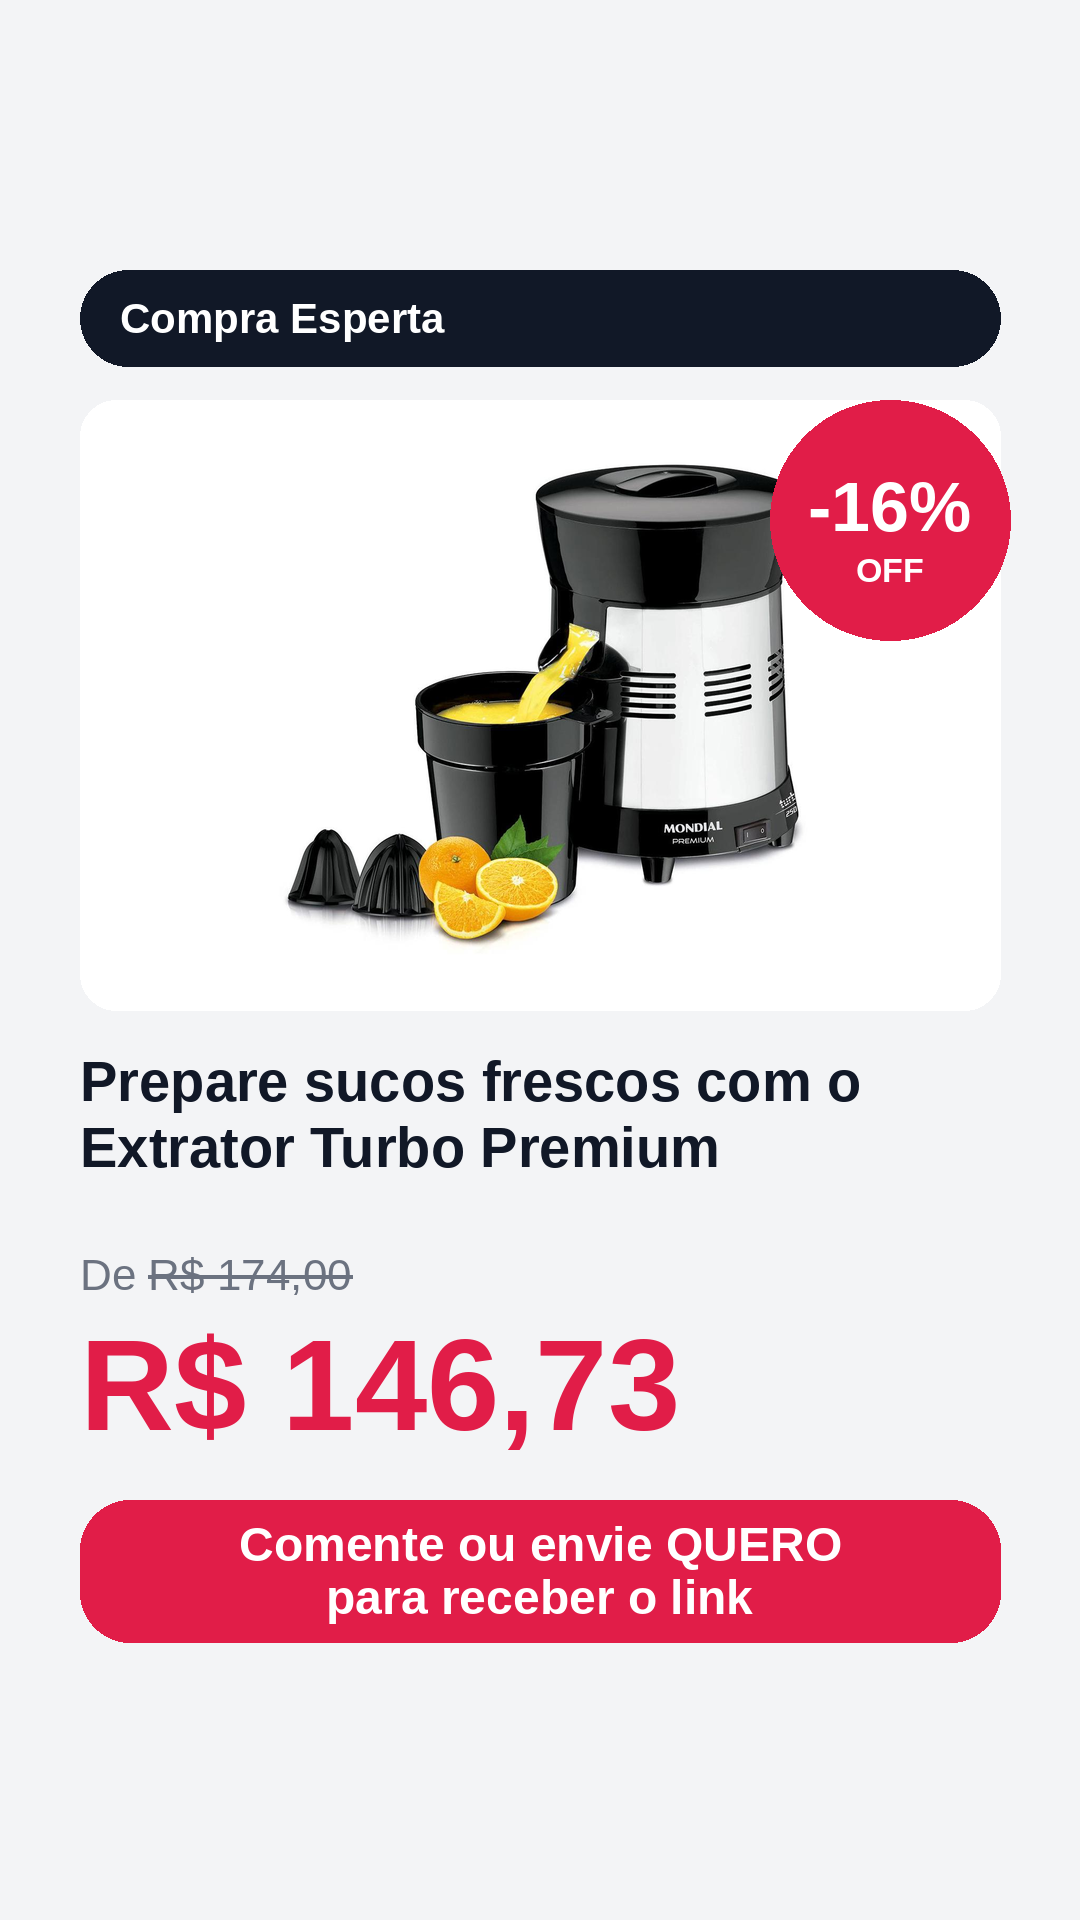 Compra Esperta
-16%
OFF
MONDIAL
PREMIUM
Prepare sucos frescos com o
Extrator Turbo Premium
De R$ 174,00
R$ 146,73
Comente ou envie QUERO
para receber o link